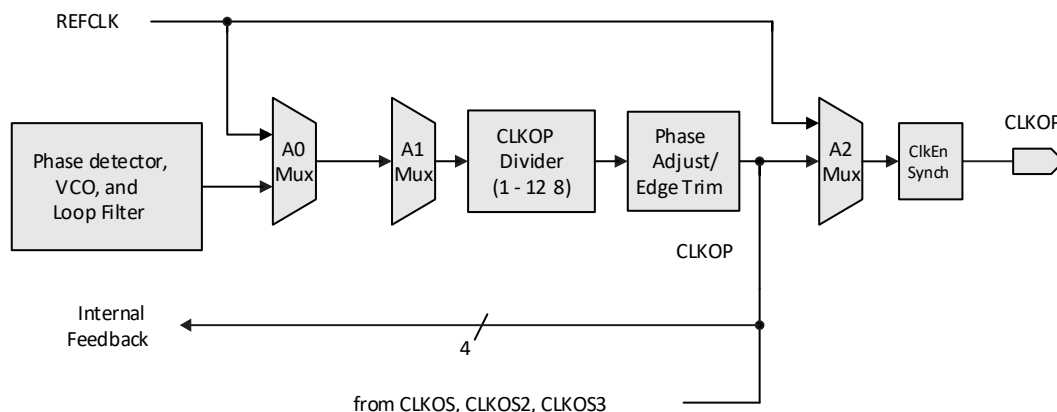 REFCLK
CLKOP
Phase detector,
VCO, and
Loop Filter
A0
Mux
A1
Mux
CLKOP
Divider
(1 - 12 8)
Phase
Adjust/
Edge Trim
A2
Mux
ClkEn
Synch
CLKOP
Internal
Feedback
4
from CLKOS, CLKOS2, CLKOS3